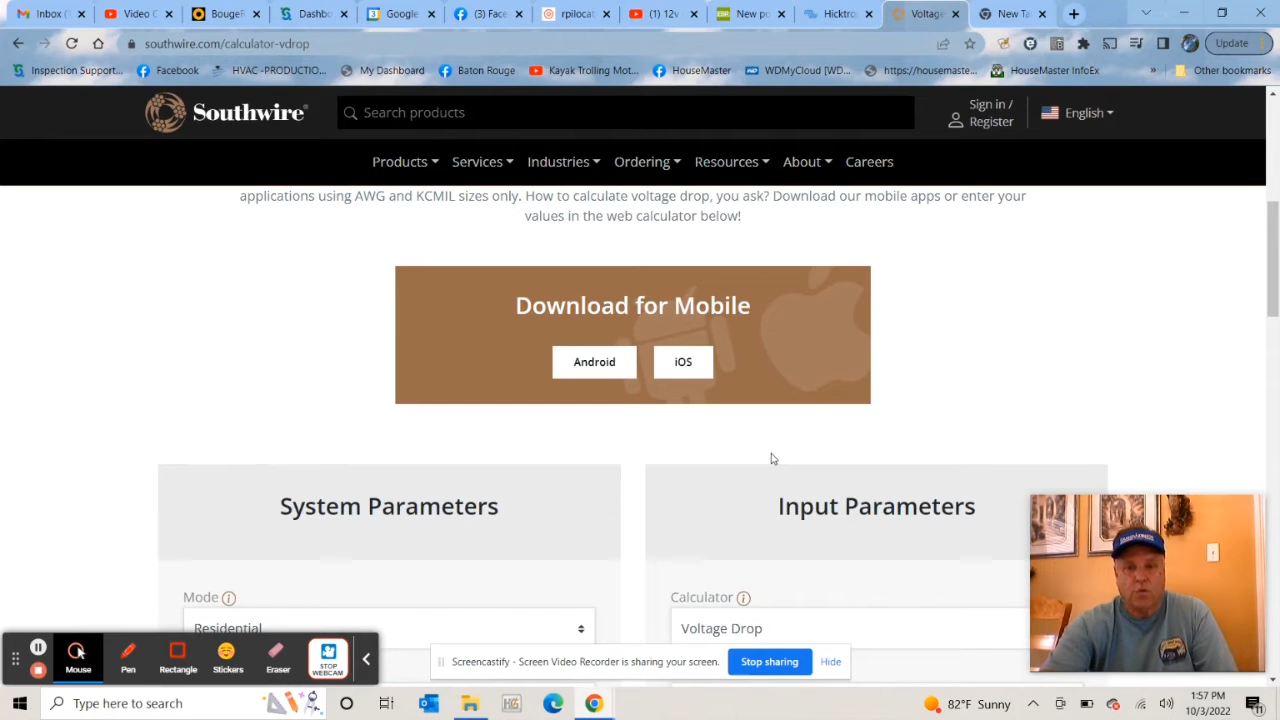 Inbox (
Video C
BougeR
Dashbo
Google
(3) Face
rpilocat
(12v
New po
Hicktro
Voltage
New Ta
southwire.com/calculator-vdrop
Update
Inspection Support...
Facebook
HVAC -PRODUCTIO...
My Dashboard
Baton Rouge
Kayak Trolling Mot...
HouseMaster
WDMyCloud [WD...
https://housemaste...
HouseMaster InfoEx
»
Other bookmarks
Southwire®
Search products
Sign in /
Register
English
Products
Services
Industries
Ordering
Resources
About
Careers
applications using AWG and KCMIL sizes only. How to calculate voltage drop, you ask? Download our mobile apps or enter your
values in the web calculator below!
Download for Mobile
Android
iOS
System Parameters
Input Parameters
Mode
Calculator
Residential
Voltage Drop
Mouse
Pen
Rectangle
Stickers
Eraser
STOP
WEBCAM
Screencastify - Screen Video Recorder is sharing your screen.
Stop sharing
Hide
Type here to search
82°F Sunny
1:57 PM
10/3/2022